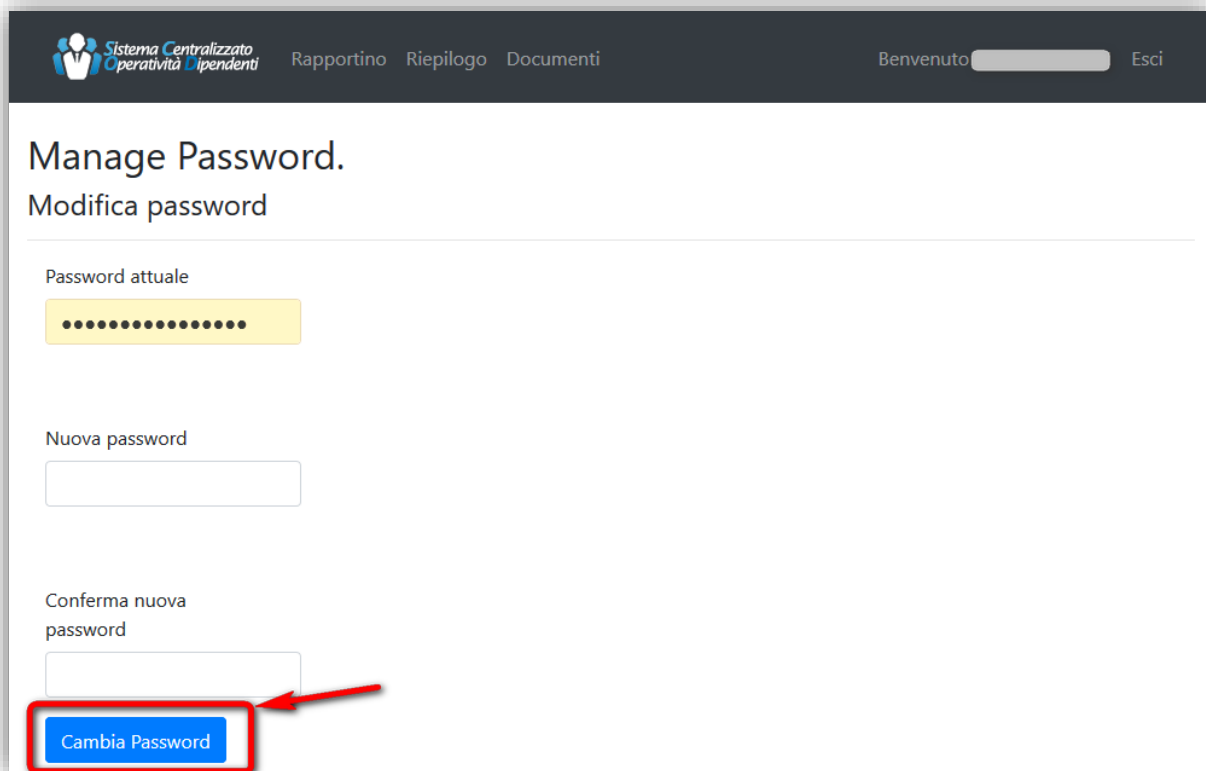 Sistema Centralizzato
Operatività Dipendenti
Rapportino Riepilogo Documenti
Benvenuto Esci
Manage Password.
Modifica password
Password attuale
••••••••••••••••
Nuova password
Conferma nuova
password
Cambia Password